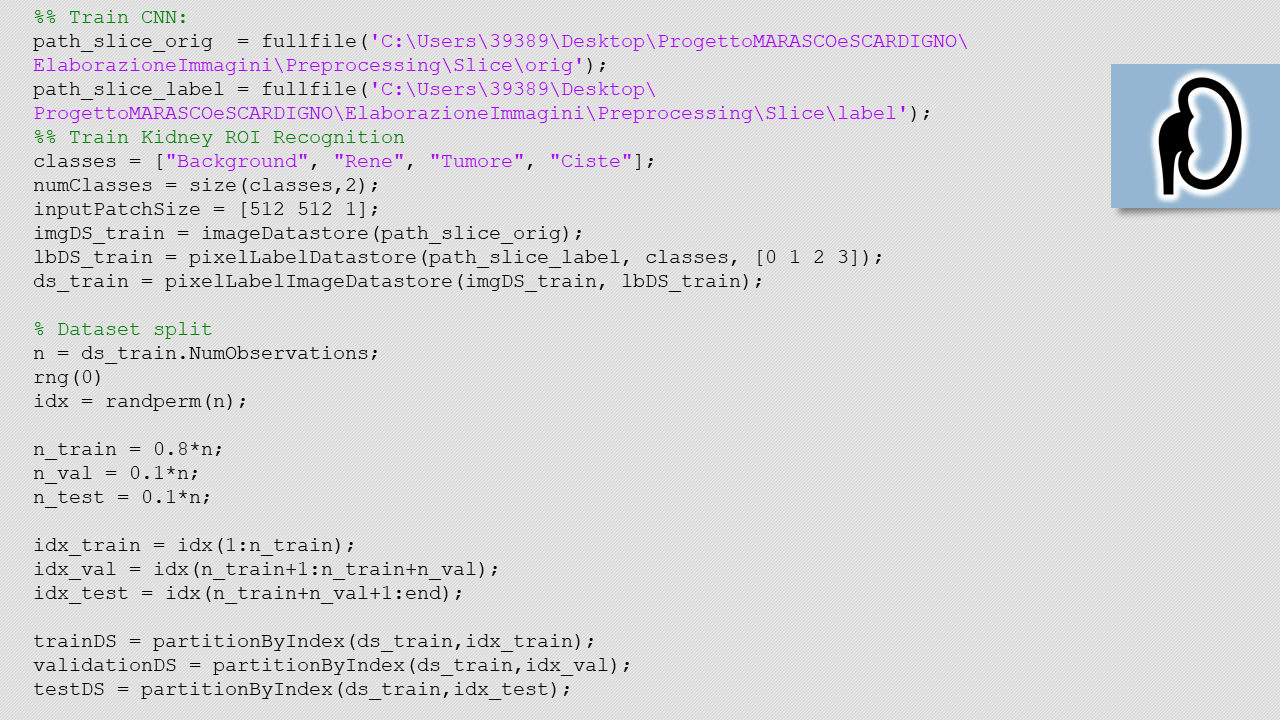 %% Train CNN:
path_slice_orig  = fullfile('C:\Users\39389\Desktop\ProgettoMARASCOeSCARDIGNO\
ElaborazioneImmagini\Preprocessing\Slice\orig');
path_slice_label = fullfile('C:\Users\39389\Desktop\
ProgettoMARASCOeSCARDIGNO\ElaborazioneImmagini\Preprocessing\Slice\label');
%% Train Kidney ROI Recognition
classes = ["Background", "Rene", "Tumore", "Ciste"];
numClasses = size(classes,2);
inputPatchSize = [512 512 1];
imgDS_train = imageDatastore(path_slice_orig);
lbDS_train = pixelLabelDatastore(path_slice_label, classes, [0 1 2 3]);
ds_train = pixelLabelImageDatastore(imgDS_train, lbDS_train);
% Dataset split
n = ds_train.NumObservations;
rng(0)
idx = randperm(n);
n_train = 0.8*n;
n_val = 0.1*n;
n_test = 0.1*n;
idx_train = idx(1:n_train);
idx_val = idx(n_train+1:n_train+n_val);
idx_test = idx(n_train+n_val+1:end);
trainDS = partitionByIndex(ds_train,idx_train);
validationDS = partitionByIndex(ds_train,idx_val);
testDS = partitionByIndex(ds_train,idx_test);